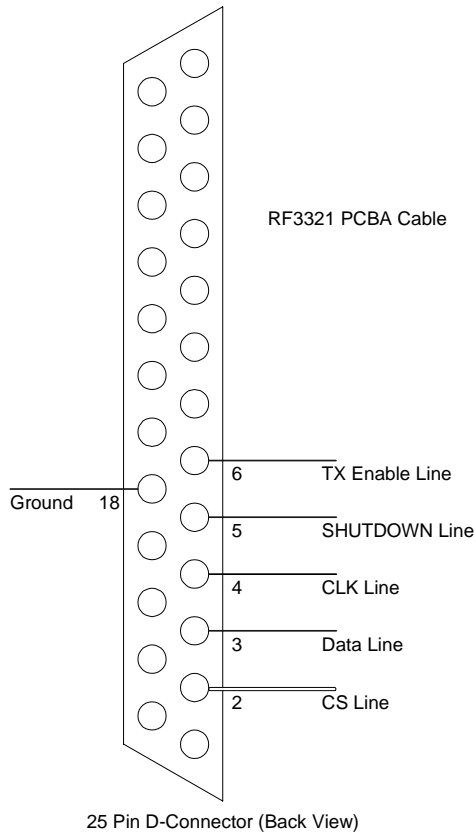 RF3321 PCBA Cable
6 TX Enable Line
Ground 18
5 SHUTDOWN Line
4 CLK Line
3 Data Line
2 CS Line
25 Pin D-Connector (Back View)